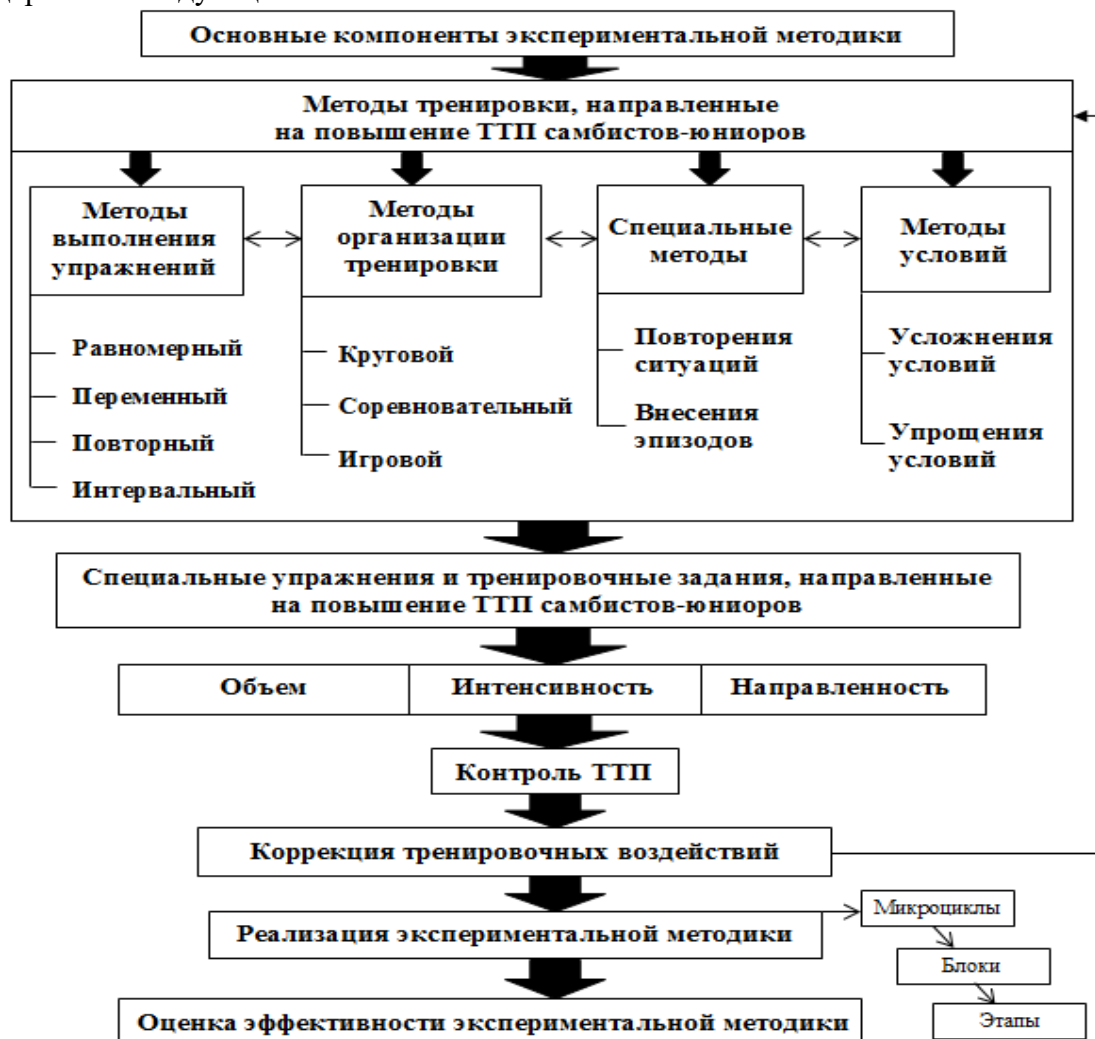 Основные компоненты экспериментальной методики
Методы тренировки, направленные
на повышение ТТП самбистов-юниоров
Методы
выполнения
упражнений
Методы
организации
тренировки
Специальные
методы
Методы
условий
Равномерный
Переменный
Повторный
Интервальный
Круговой
Соревновательный
Игровой
Повторения
ситуаций
Внесения
эпизодов
Усложнения
условий
Упрощения
условий
Специальные упражнения и тренировочные задания, направленные
на повышение ТТП самбистов-юниоров
Объем
Интенсивность
Направленность
Контроль ТТП
Коррекция тренировочных воздействий
Реализация экспериментальной методики
Микроциклы
Блоки
Этапы
Оценка эффективности экспериментальной методики